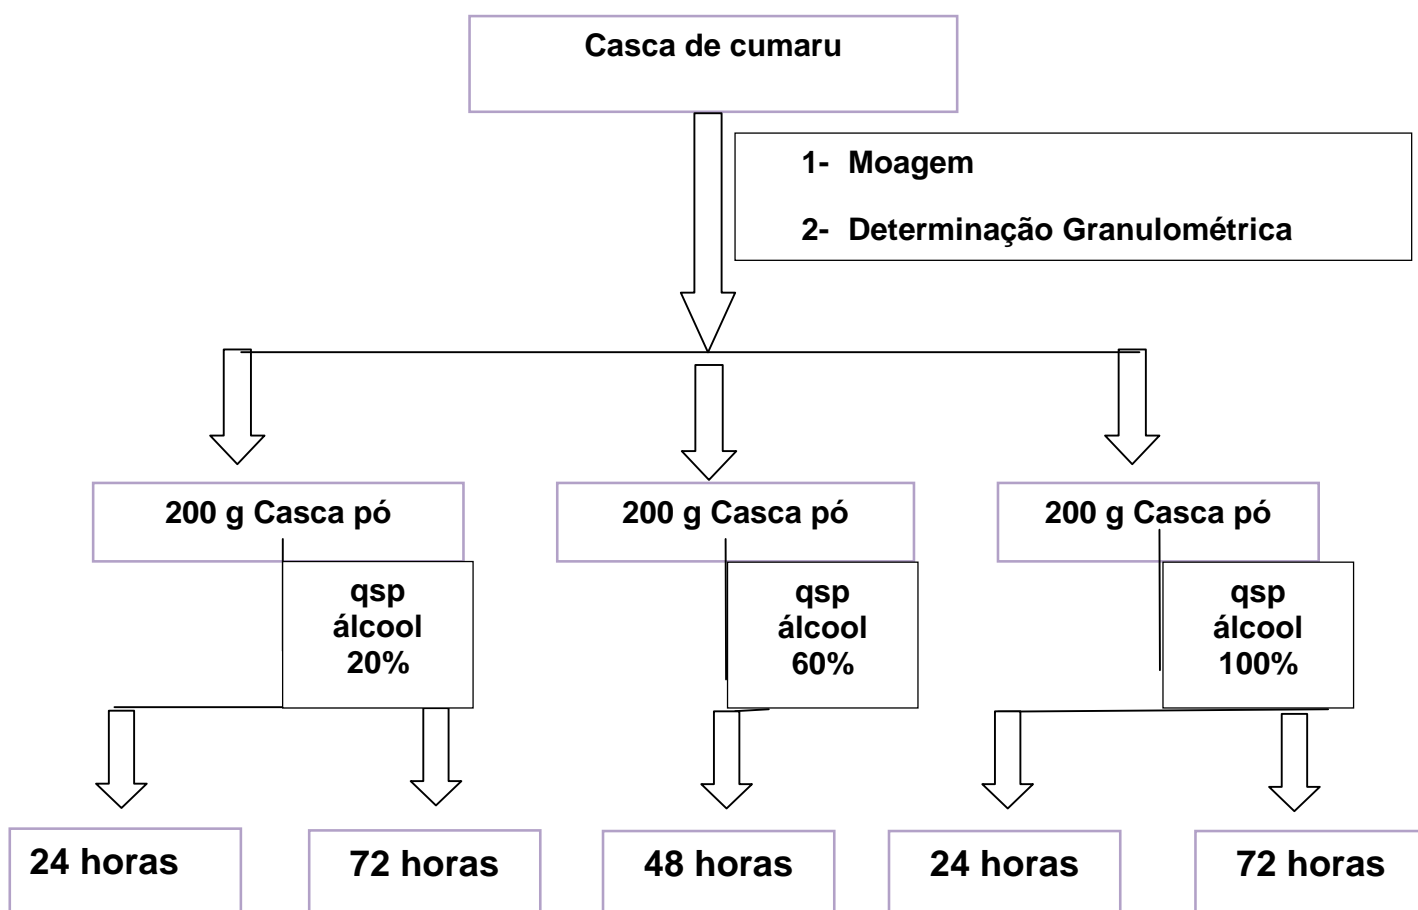 Casca de cumaru
1- Moagem
2- Determinação Granulométrica
200 g Casca pó
200 g Casca pó
200 g Casca pó
qsp
álcool
20%
qsp
álcool
60%
qsp
álcool
100%
24 horas
72 horas
48 horas
24 horas
72 horas